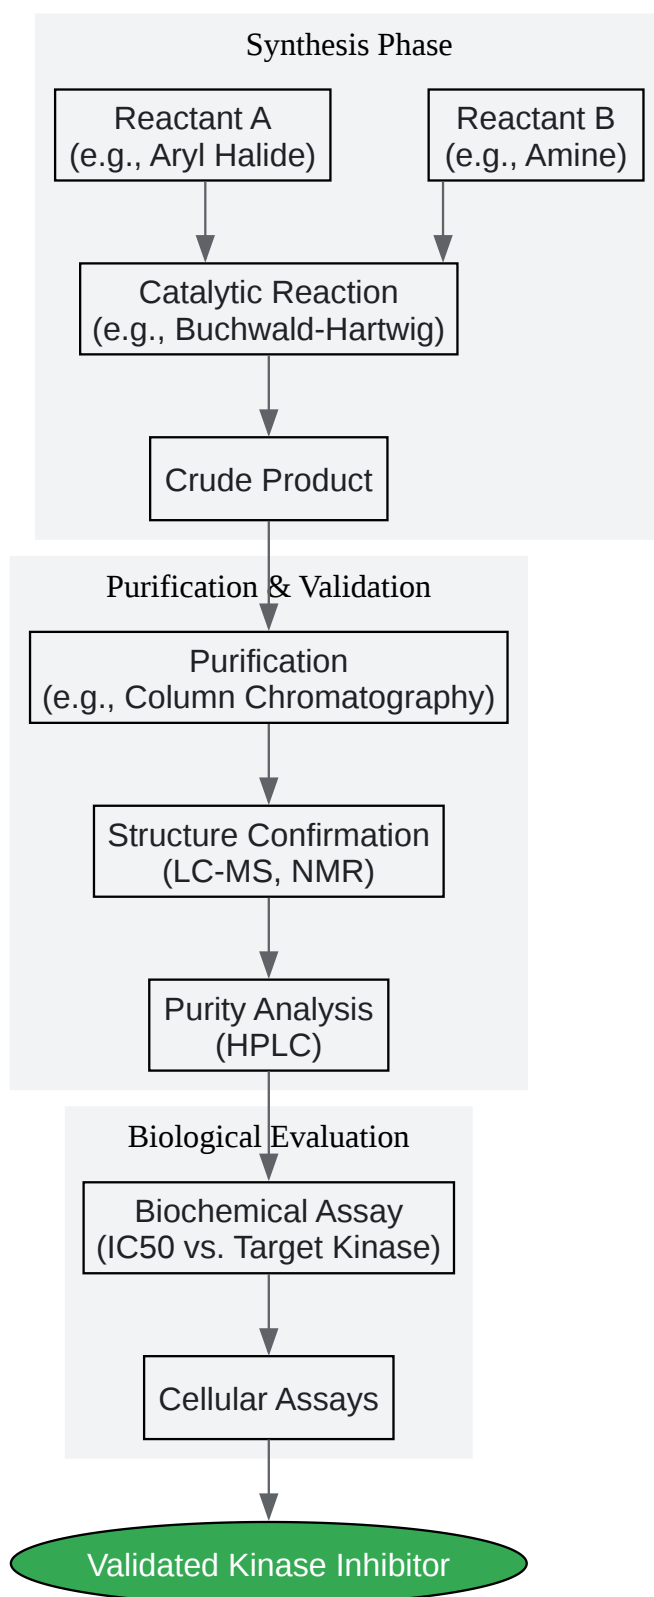 Synthesis Phase
Reactant A
(e.g., Aryl Halide)
Reactant B
(e.g., Amine)
Catalytic Reaction
(e.g., Buchwald-Hartwig)
Crude Product
Purification & Validation
Purification
(e.g., Column Chromatography)
Structure Confirmation
(LC-MS, NMR)
Purity Analysis
(HPLC)
Biological Evaluation
Biochemical Assay
(IC50 vs. Target Kinase)
Cellular Assays
Validated Kinase Inhibitor